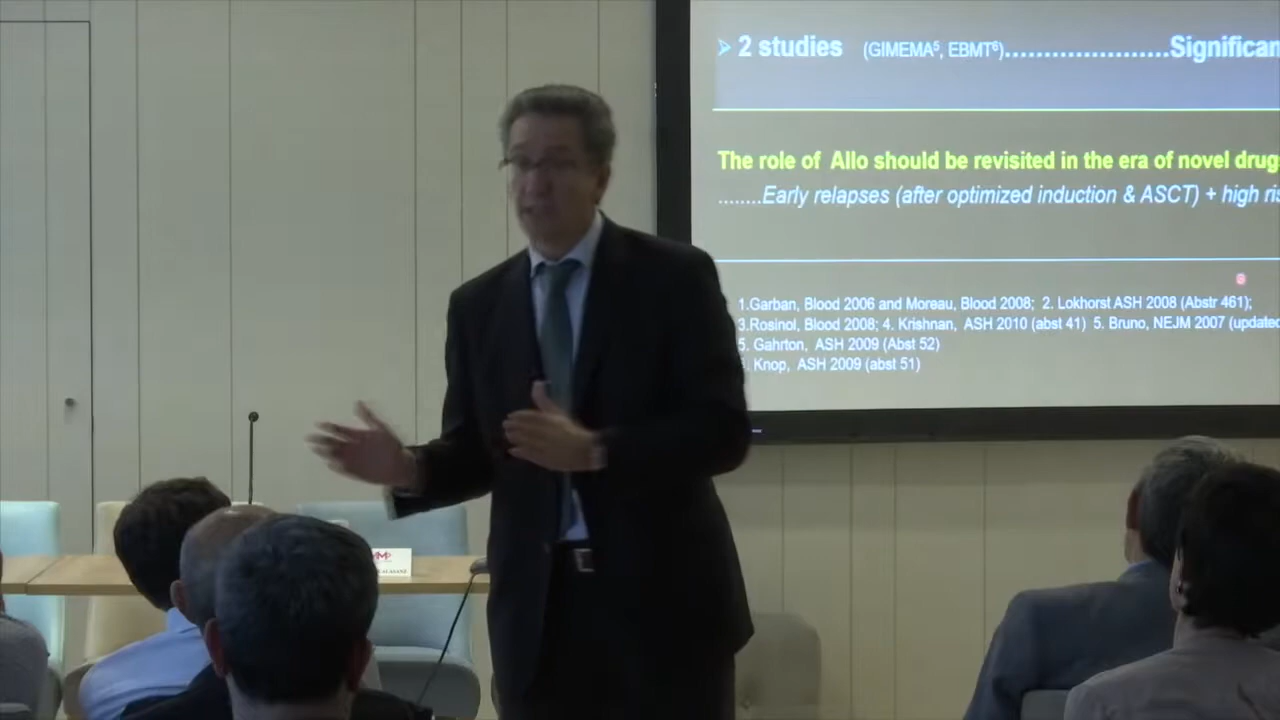 ➢ 2 studies (GIMEMA⁵, EBMT⁶)......................Significan
The role of Allo should be revisited in the era of novel drug
........Early relapses (after optimized induction & ASCT) + high ris
1.Garban, Blood 2006 and Moreau, Blood 2008; 2. Lokhorst ASH 2008 (Abstr 461);
3.Rosinol, Blood 2008; 4. Krishnan, ASH 2010 (abst 41) 5. Bruno, NEJM 2007 (updated
5. Gahrton, ASH 2009 (Abst 52)
. Knop, ASH 2009 (abst 51)